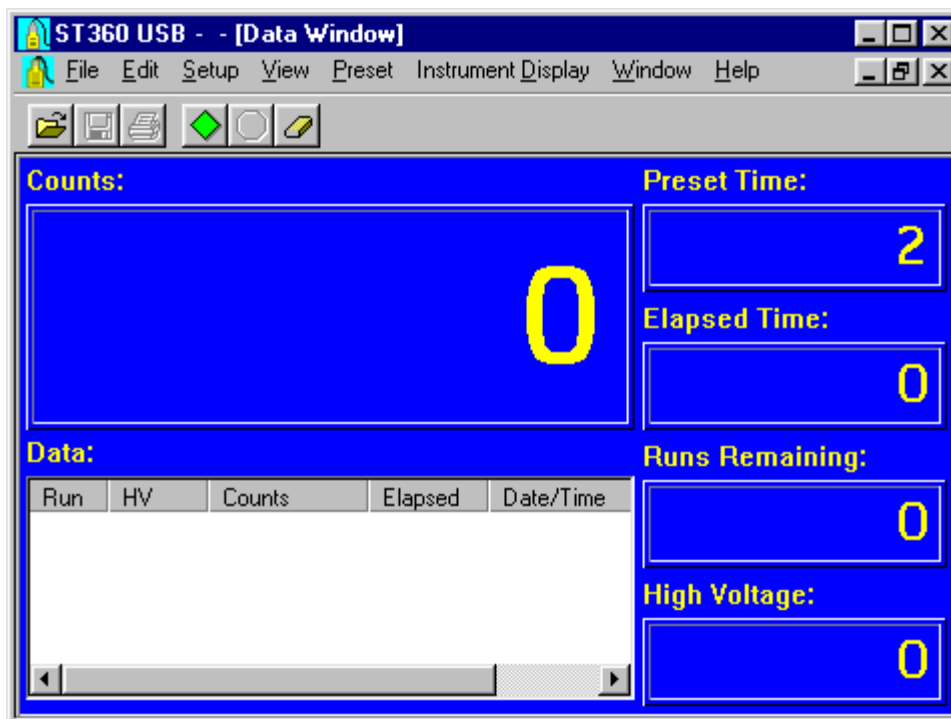 ST360 USB - - [Data Window]
File Edit Setup View Preset Instrument Display Window Help
Counts:
0
Preset Time:
2
Elapsed Time:
0
Data:
Run HV Counts Elapsed Date/Time
Runs Remaining:
0
High Voltage:
0